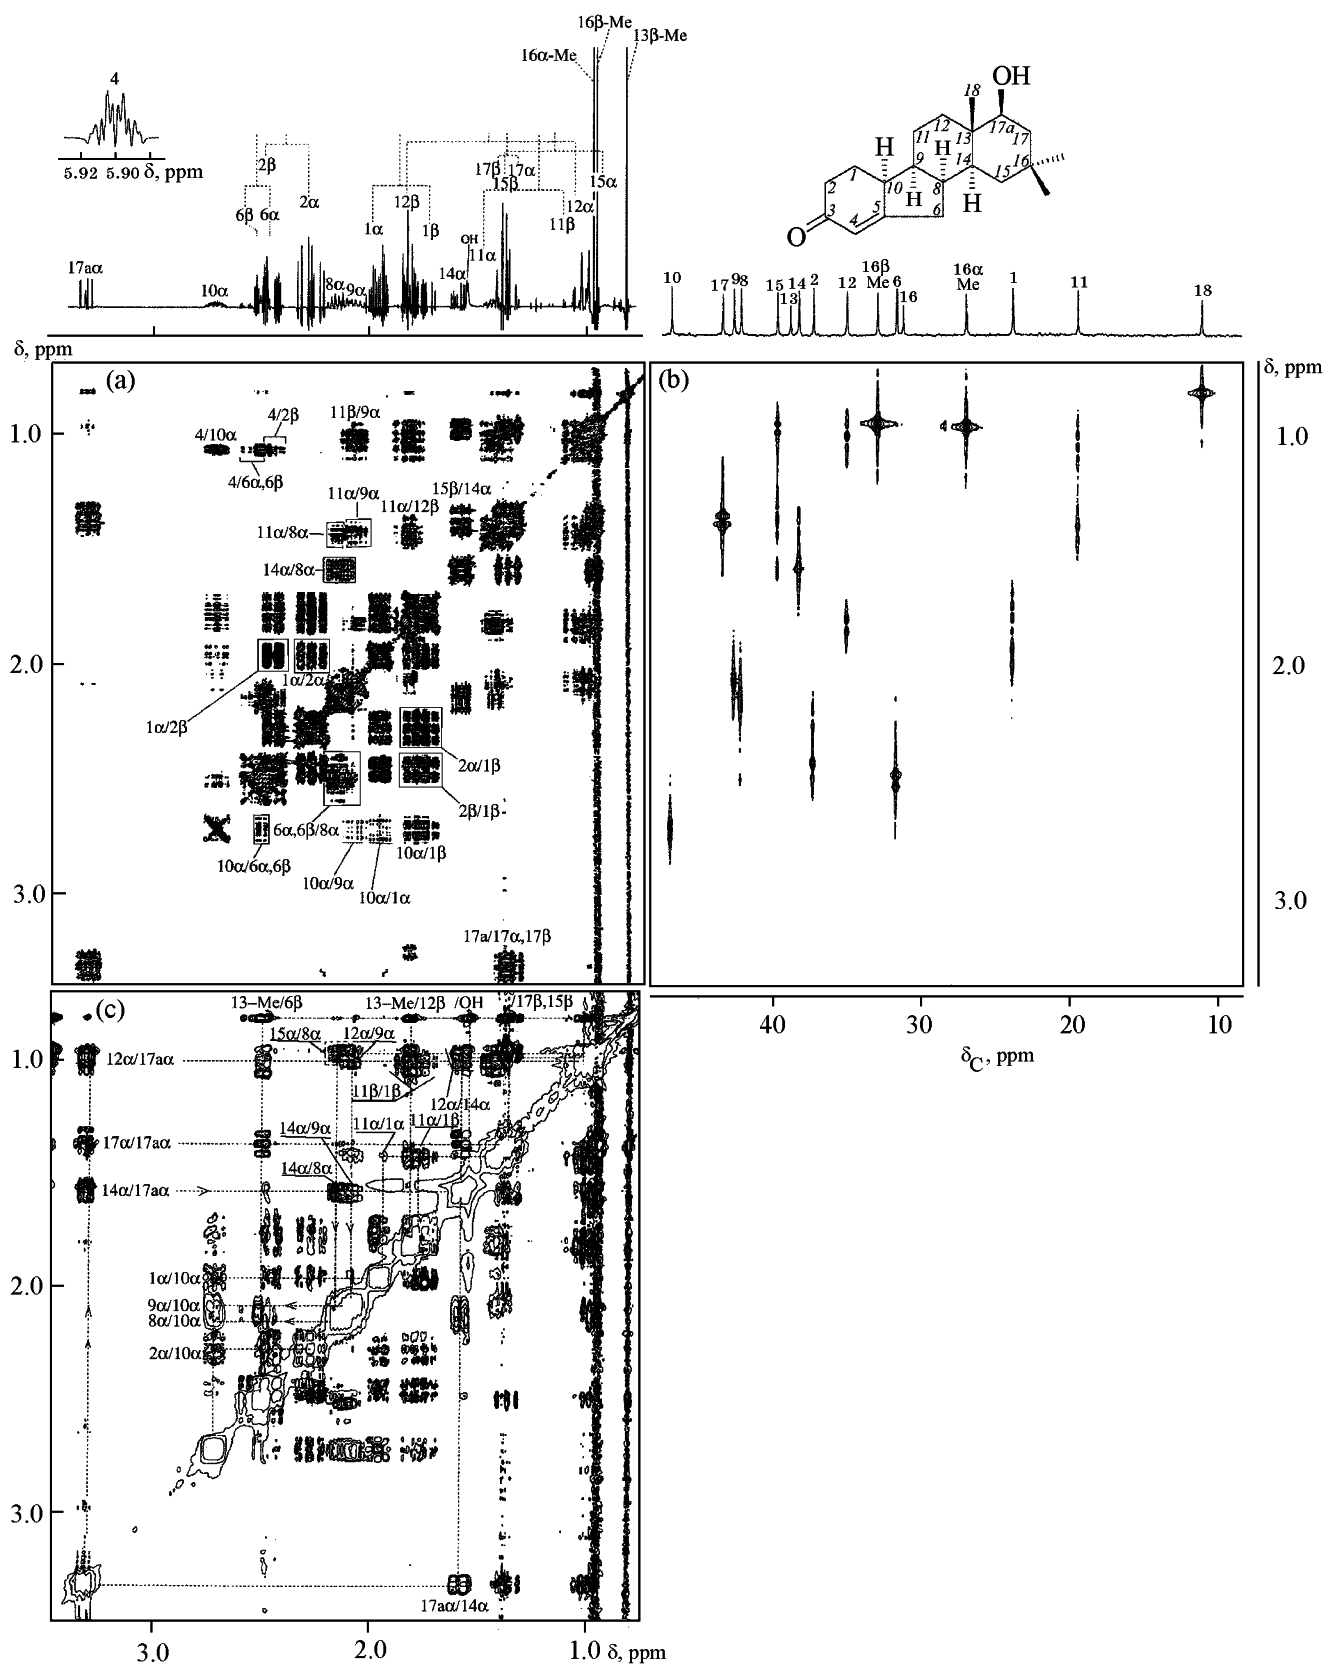 16β-Me
16α-Me
13β-Me
4
5.92 5.90 δ, ppm
2β
17β 17α
15β
15α
6β 6α
2α
1α
12β
1β
12α
11β
OH
11α
14α
17aα
10α
8α 9α
OH
18
12
17a
11
13
17
H
H
9
14
16
1
10
8
15
2
H
H
3
4
5
6
O
10
17
9 8
15
13
14
2
12
16β
Me
6
16
16α
Me
1
11
18
δ, ppm
(a)
1.0
2.0
3.0
4/10α
4/2β
4/6α,6β
11β/9α
11α/9α
11α/12β
15β/14α
11α/8α
14α/8α
1α/2α
1α/2β
2α/1β
2β/1β
6α,6β/8α
10α/6α,6β
10α/9α
10α/1α
10α/1β
17a/17α,17β
(b)
δ, ppm
1.0
2.0
3.0
40 30 20 10
δC, ppm
(c)
13–Me/6β 13–Me/12β /OH /17β,15β
15α/8α 12α/9α
12α/17aα
11β/1β
12α/14α
14α/9α 11α/1α 11α/1β
17α/17aα
14α/8α
14α/17aα
1α/10α
9α/10α
8α/10α
2α/10α
17aα/14α
1.0
2.0
3.0
3.0 2.0 1.0 δ, ppm